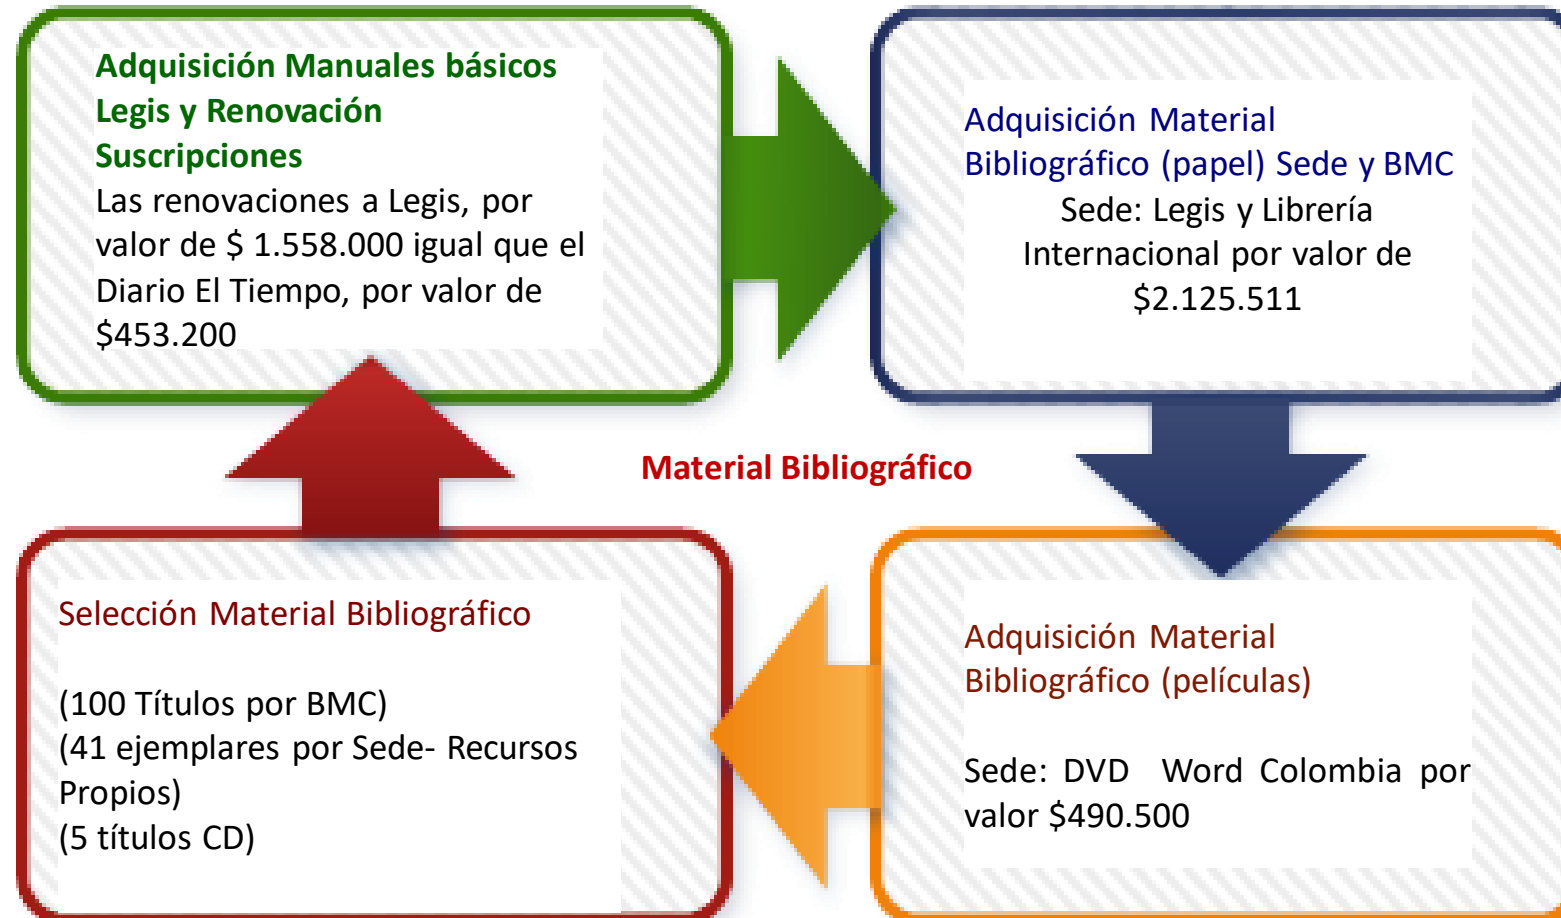 Adquisición Manuales básicos
Legis y Renovación
Suscripciones
Las renovaciones a Legis, por
valor de $ 1.558.000 igual que el
Diario El Tiempo, por valor de
$453.200
Adquisición Material
Bibliográfico (papel) Sede y BMC
Sede: Legis y Librería
Internacional por valor de
$2.125.511
Material Bibliográfico
Selección Material Bibliográfico
(100 Títulos por BMC)
(41 ejemplares por Sede- Recursos
Propios)
(5 títulos CD)
Adquisición Material
Bibliográfico (películas)
Sede: DVD Word Colombia por
valor $490.500